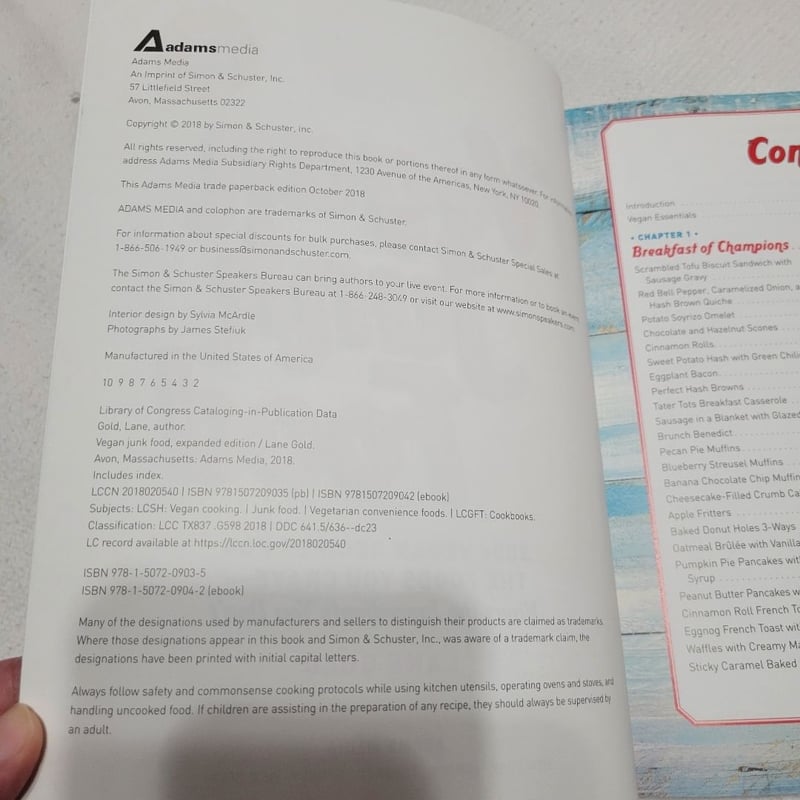 adamsmedia
Adams Media
An Imprint of Simon & Schuster, Inc.
57 Littlefield Street
Avon, Massachusetts 02322
Copyright © 2018 by Simon & Schuster, Inc.
All rights reserved, including the right to reproduce this book or portions thereof in any form whatsoever. For information
address Adams Media Subsidiary Rights Department, 1230 Avenue of the Americas, New York, NY 10020.
This Adams Media trade paperback edition October 2018
ADAMS MEDIA and colophon are trademarks of Simon & Schuster.
For information about special discounts for bulk purchases, please contact Simon & Schuster Special Sales at
1-866-506-1949 or business@simonandschuster.com.
The Simon & Schuster Speakers Bureau can bring authors to your live event. For more information or to book an event
contact the Simon & Schuster Speakers Bureau at 1-866-248-3049 or visit our website at www.simonspeakers.com.
Interior design by Sylvia McArdle
Photographs by James Stefiuk
Manufactured in the United States of America
10 9 8 7 6 5 4 3 2
Library of Congress Cataloging-in-Publication Data
Gold, Lane, author.
Vegan junk food, expanded edition / Lane Gold.
Avon, Massachusetts: Adams Media, 2018.
Includes index.
LCCN 2018020540 | ISBN 9781507209035 (pb) | ISBN 9781507209042 (ebook)
Subjects: LCSH: Vegan cooking. | Junk food. | Vegetarian convenience foods. | LCGFT: Cookbooks.
Classification: LCC TX837 .G598 2018 | DDC 641.5/636--dc23
LC record available at https://lccn.loc.gov/2018020540
ISBN 978-1-5072-0903-5
ISBN 978-1-5072-0904-2 (ebook)
Many of the designations used by manufacturers and sellers to distinguish their products are claimed as trademarks.
Where those designations appear in this book and Simon & Schuster, Inc., was aware of a trademark claim, the
designations have been printed with initial capital letters.
Always follow safety and commonsense cooking protocols while using kitchen utensils, operating ovens and stoves, and
handling uncooked food. If children are assisting in the preparation of any recipe, they should always be supervised by
an adult.
Con
Introduction
Vegan Essentials
• CHAPTER 1 •
Breakfast of Champions
Scrambled Tofu Biscuit Sandwich with
Sausage Gravy
Red Bell Pepper, Caramelized Onion, a
Hash Brown Quiche
Potato Soyrizo Omelet
Chocolate and Hazelnut Scones
Cinnamon Rolls
Sweet Potato Hash with Green Chili
Eggplant Bacon
Perfect Hash Browns
Tater Tots Breakfast Casserole
Sausage in a Blanket with Glazed
Brunch Benedict
Pecan Pie Muffins
Blueberry Streusel Muffins
Banana Chocolate Chip Muffin
Cheesecake-Filled Crumb Ca
Apple Fritters
Baked Donut Holes 3-Ways
Oatmeal Brûlée with Vanilla
Pumpkin Pie Pancakes wit
Syrup
Peanut Butter Pancakes w
Cinnamon Roll French To
Eggnog French Toast wit
Waffles with Creamy Ma
Sticky Caramel Baked